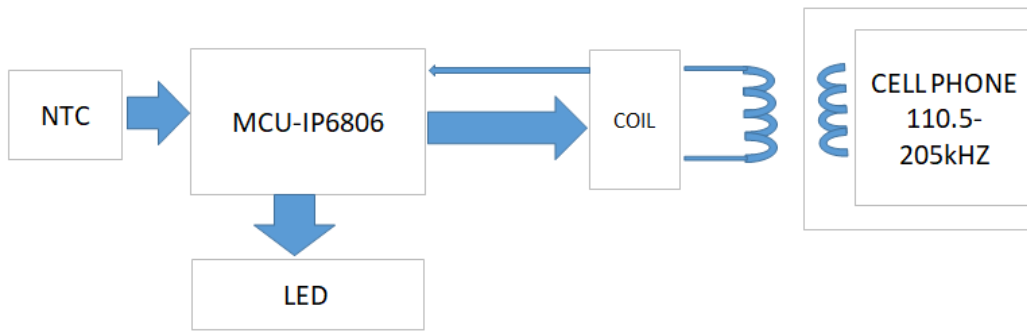 NTC
MCU-IP6806
COIL
CELL PHONE
110.5-
205kHZ
LED